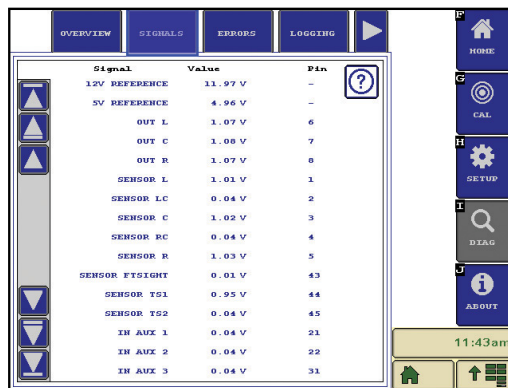 OVERVIEW SIGNALS ERRORS LOGGING
Signal Value Pin
12V REFERENCE 11.97 V -
5V REFERENCE 4.96 V -
OUT L 1.07 V 6
OUT C 1.08 V 7
OUT R 1.07 V 8
SENSOR L 1.01 V 1
SENSOR LC 0.04 V 2
SENSOR C 1.02 V 3
SENSOR RC 0.04 V 4
SENSOR R 1.03 V 5
SENSOR FTSIGHT 0.01 V 43
SENSOR TS1 0.95 V 44
SENSOR TS2 0.04 V 45
IN AUX 1 0.04 V 21
IN AUX 2 0.04 V 22
IN AUX 3 0.04 V 31
?
F
HOME
G
CAL
H
SETUP
I
DIAG
J
i
ABOUT
11:43am